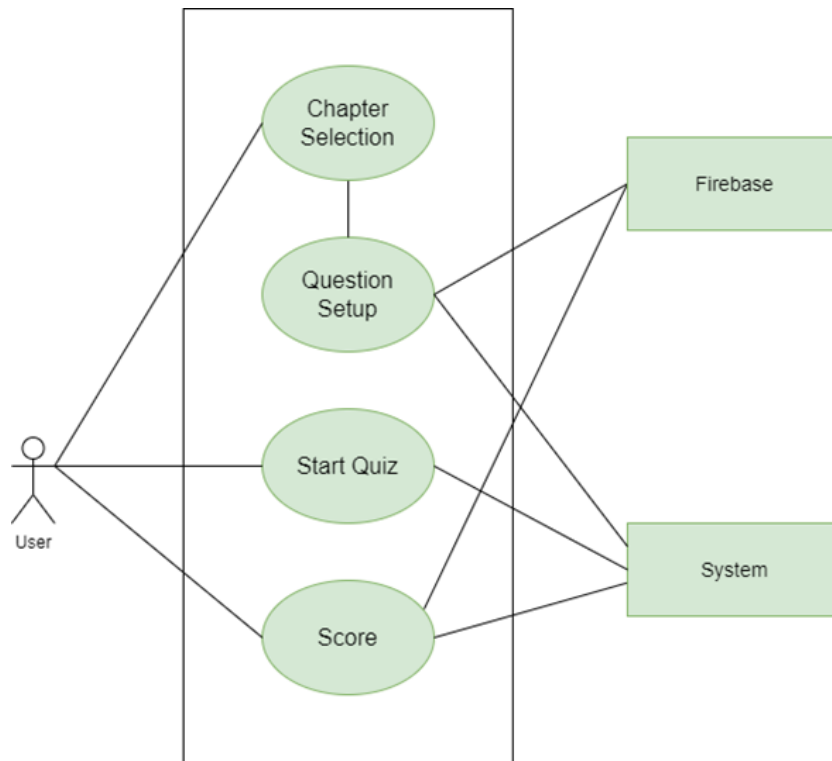 Chapter
Selection
Firebase
Question
Setup
Start Quiz
User
System
Score